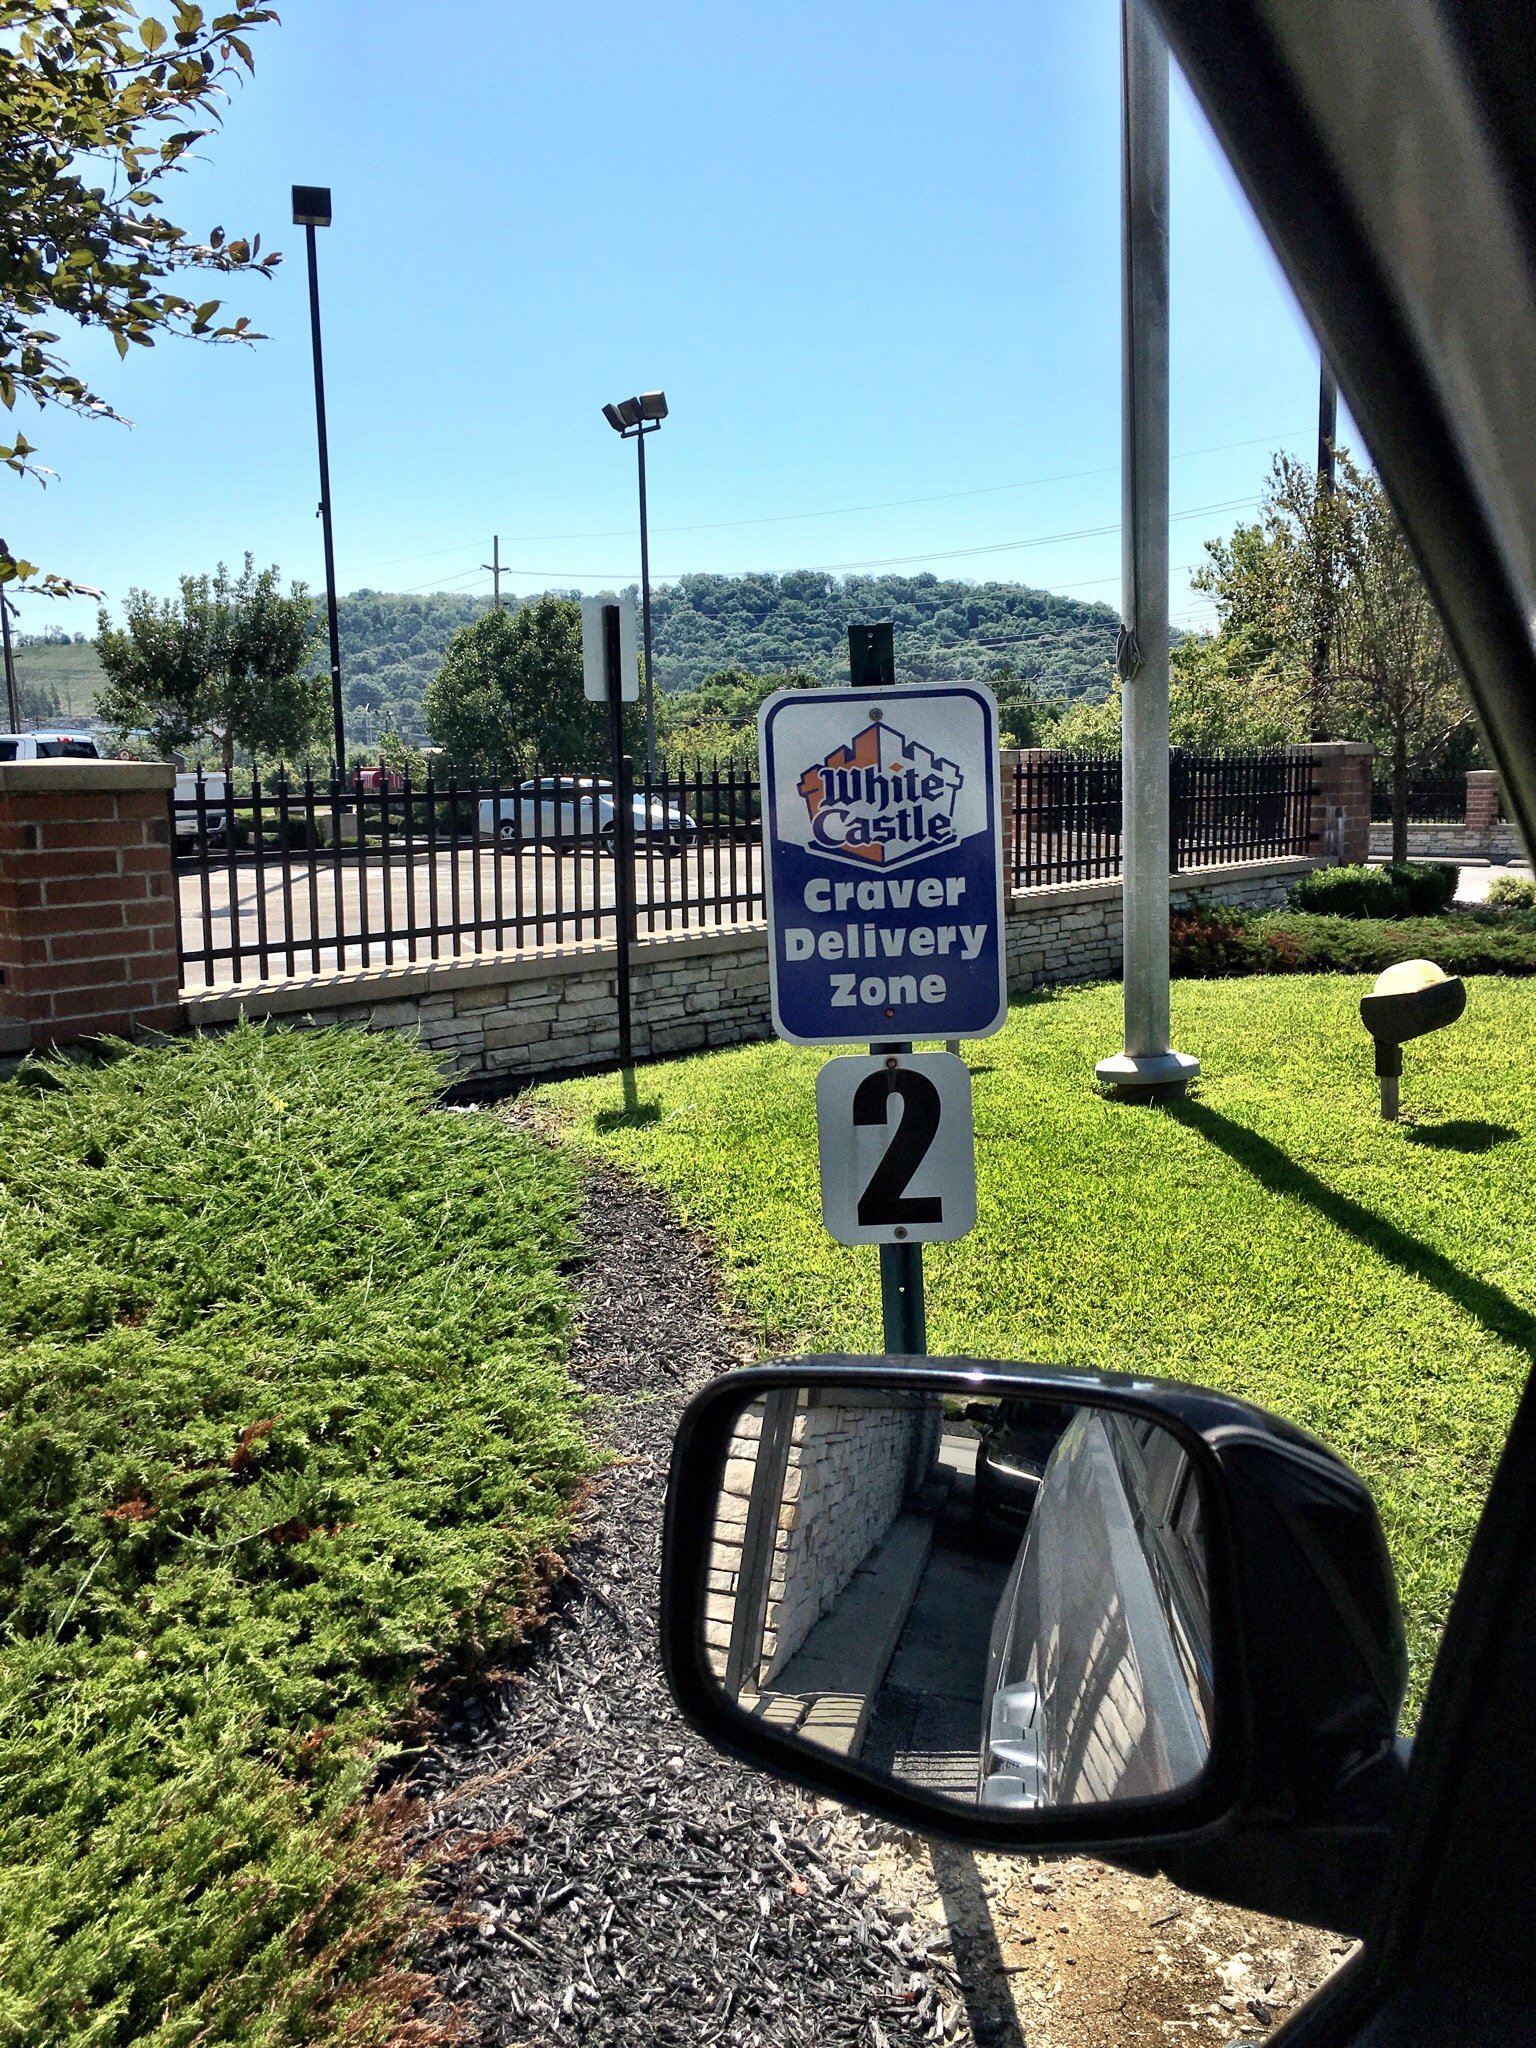 White
Castle
Craver
Delivery
Zone
2